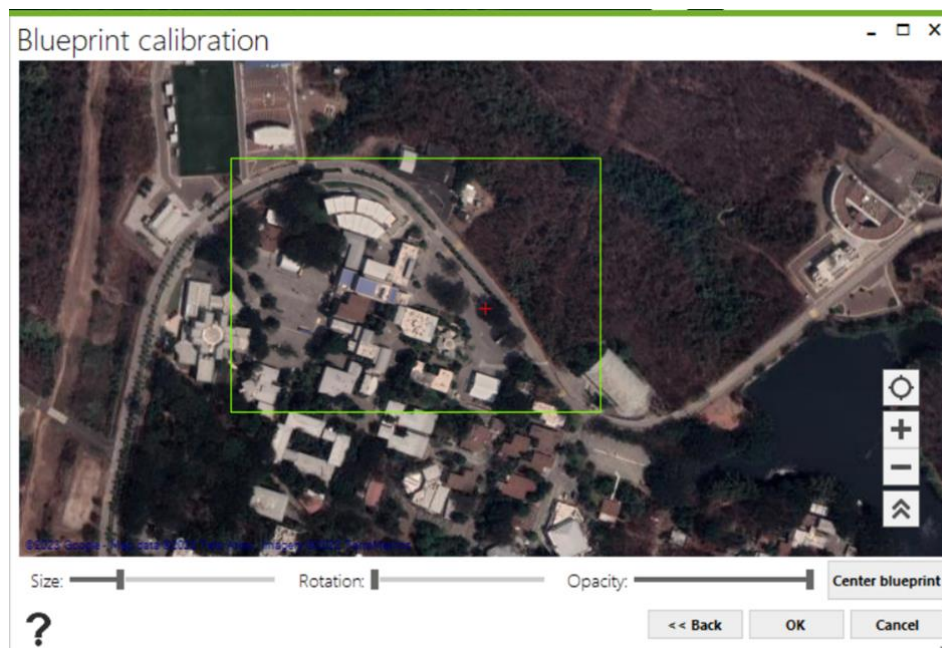 Blueprint calibration
Size:
Rotation:
Opacity:
Center blueprint
?
<< Back
OK
Cancel